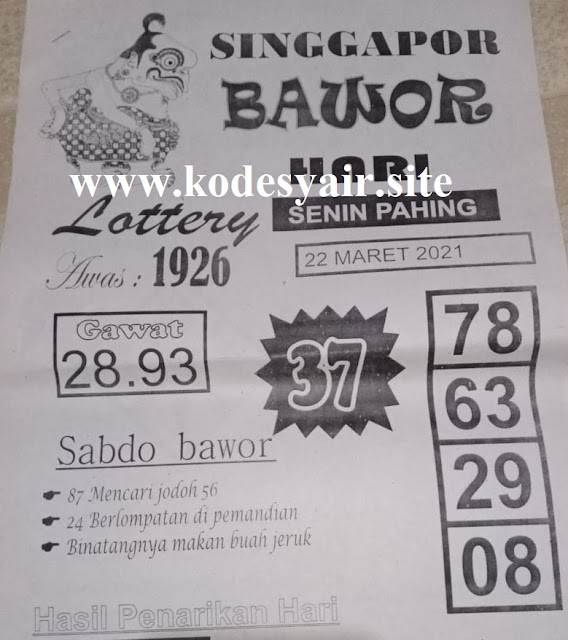 SINGGAPOR
BAWOR
HARI
www.kodesyair.site
Lottery
SENIN PAHING
Awas : 1926
22 MARET 2021
Gawat
28.93
37
78
63
29
08
Sabdo bawor
87 Mencari jodoh 56
24 Berlompatan di pemandian
Binatangnya makan buah jeruk
Hasil Penarikan Hari